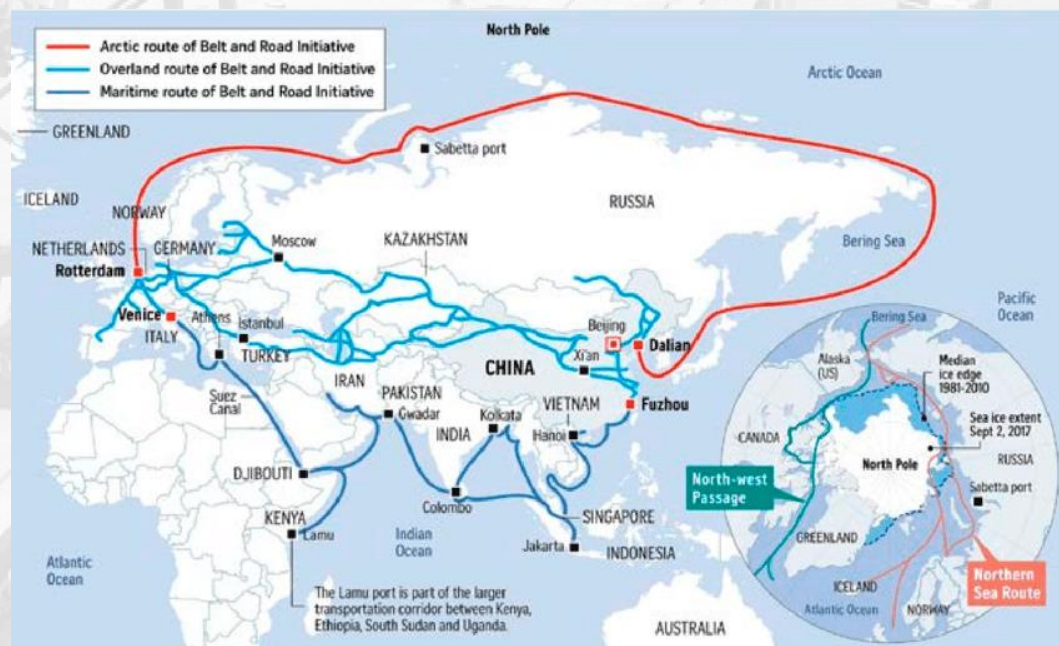 North Pole
Arctic route of Belt and Road Initiative
Overland route of Belt and Road Initiative
Maritime route of Belt and Road Initiative
Arctic Ocean
GREENLAND
Sabetta port
ICELAND
NORWAY
RUSSIA
NETHERLANDS
GERMANY
Moscow
KAZAKHSTAN
Bering Sea
Rotterdam
Venice
Athens
Istanbul
ITALY
TURKEY
Beijing
Dalian
Xi'an
CHINA
Pacific
Ocean
IRAN
PAKISTAN
Suez
Canal
Gwadar
Kolkata
VIETNAM
Fuzhou
INDIA
Hanoi
DJIBOUTI
Colombo
SINGAPORE
KENYA
Lamu
Indian
Ocean
Jakarta
INDONESIA
Atlantic
Ocean
The Lamu port is part of the larger
transportation corridor between Kenya,
Ethiopia, South Sudan and Uganda.
AUSTRALIA
Bering Sea
Alaska
(US)
Median
ice edge
1981-2010
Sea ice extent
Sept 2, 2017
CANADA
North Pole
RUSSIA
North-west
Passage
Sabetta port
GREENLAND
ICELAND
Northern
Sea Route
Atlantic Ocean
NORWAY